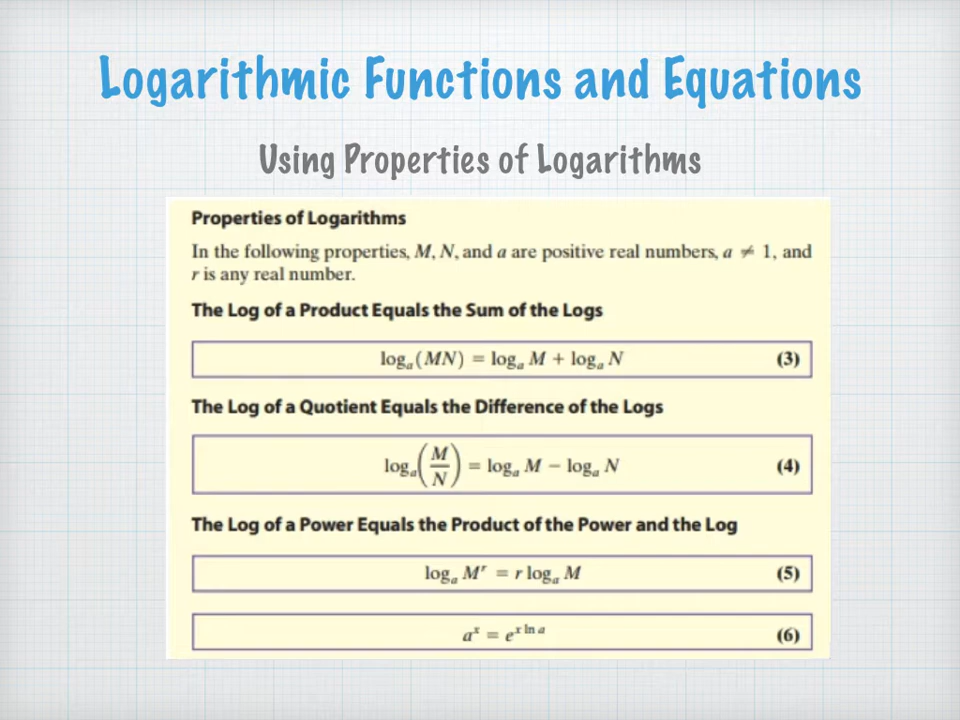 Logarithmic Functions and Equations
Using Properties of Logarithms
Properties of Logarithms
In the following properties, M, N, and a are positive real numbers, a ≠ 1, and
r is any real number.
The Log of a Product Equals the Sum of the Logs
logₐ(MN) = logₐ M + logₐ N (3)
The Log of a Quotient Equals the Difference of the Logs
logₐ(M/N) = logₐ M − logₐ N (4)
The Log of a Power Equals the Product of the Power and the Log
logₐ Mʳ = r logₐ M (5)
aˣ = eˣ ˡⁿ ᵃ (6)